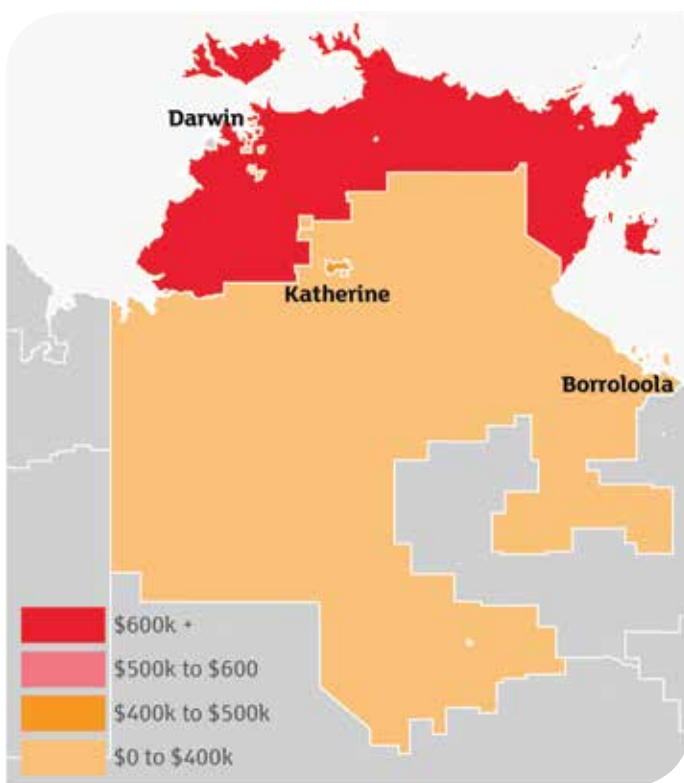 Darwin
Katherine
Borroloola
$600k +
$500k to $600
$400k to $500k
$0 to $400k